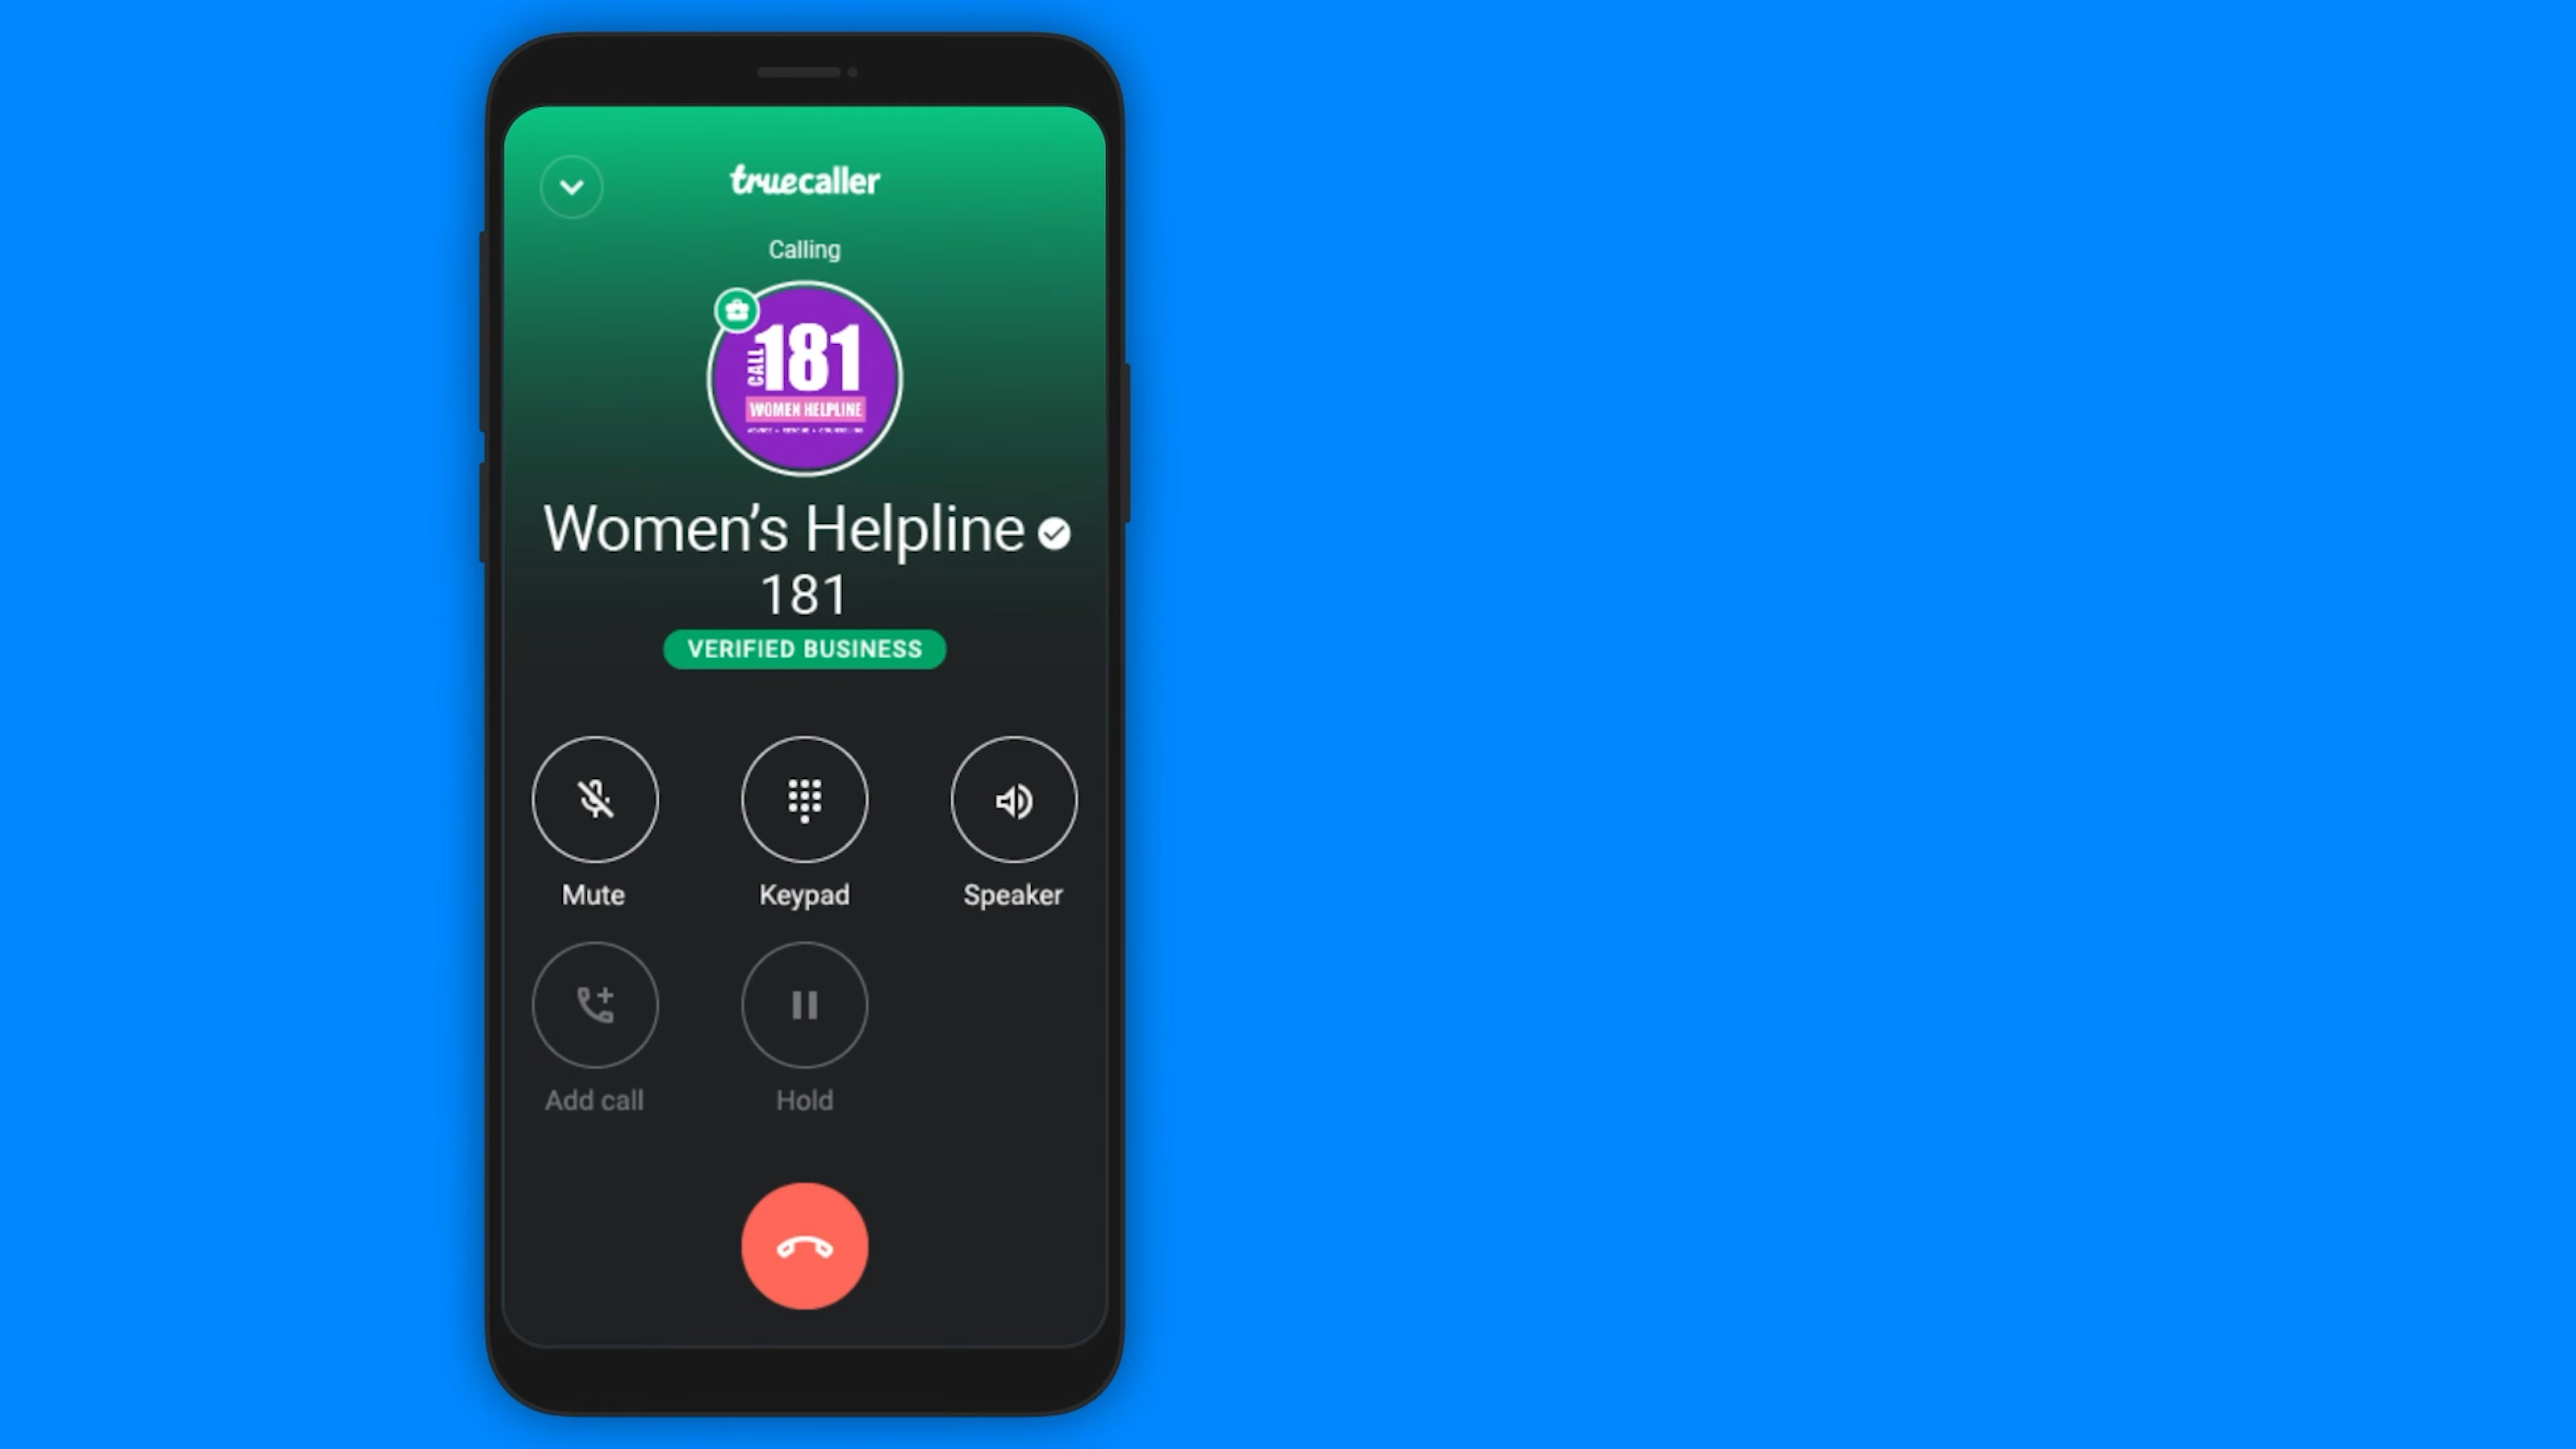 truecaller
Calling
CALL 181
WOMEN HELPLINE
Women's Helpline
181
VERIFIED BUSINESS
Mute Keypad Speaker
Add call Hold